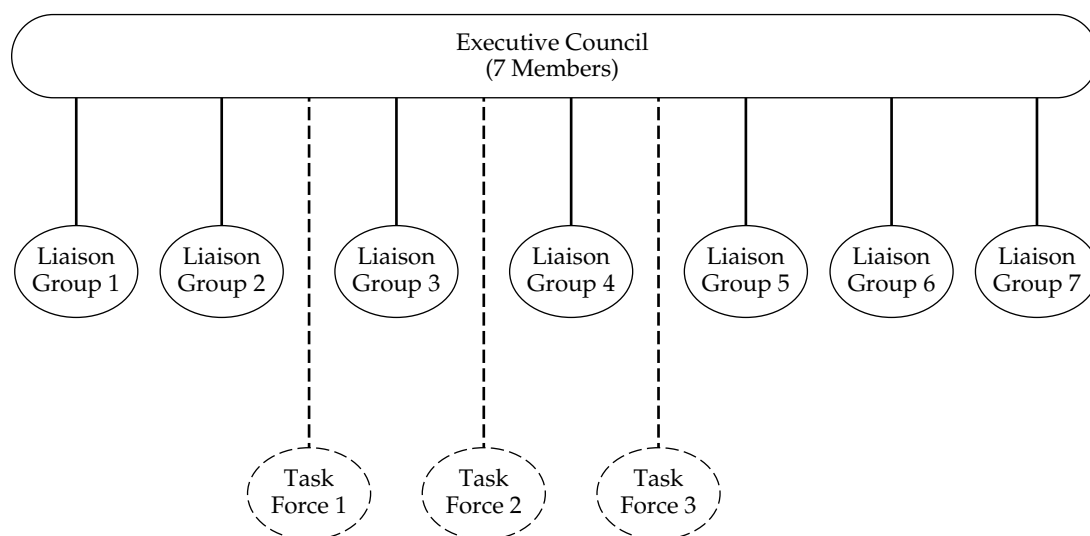 Executive Council
(7 Members)
Liaison
Group 1
Liaison
Group 2
Liaison
Group 3
Liaison
Group 4
Liaison
Group 5
Liaison
Group 6
Liaison
Group 7
Task
Force 1
Task
Force 2
Task
Force 3